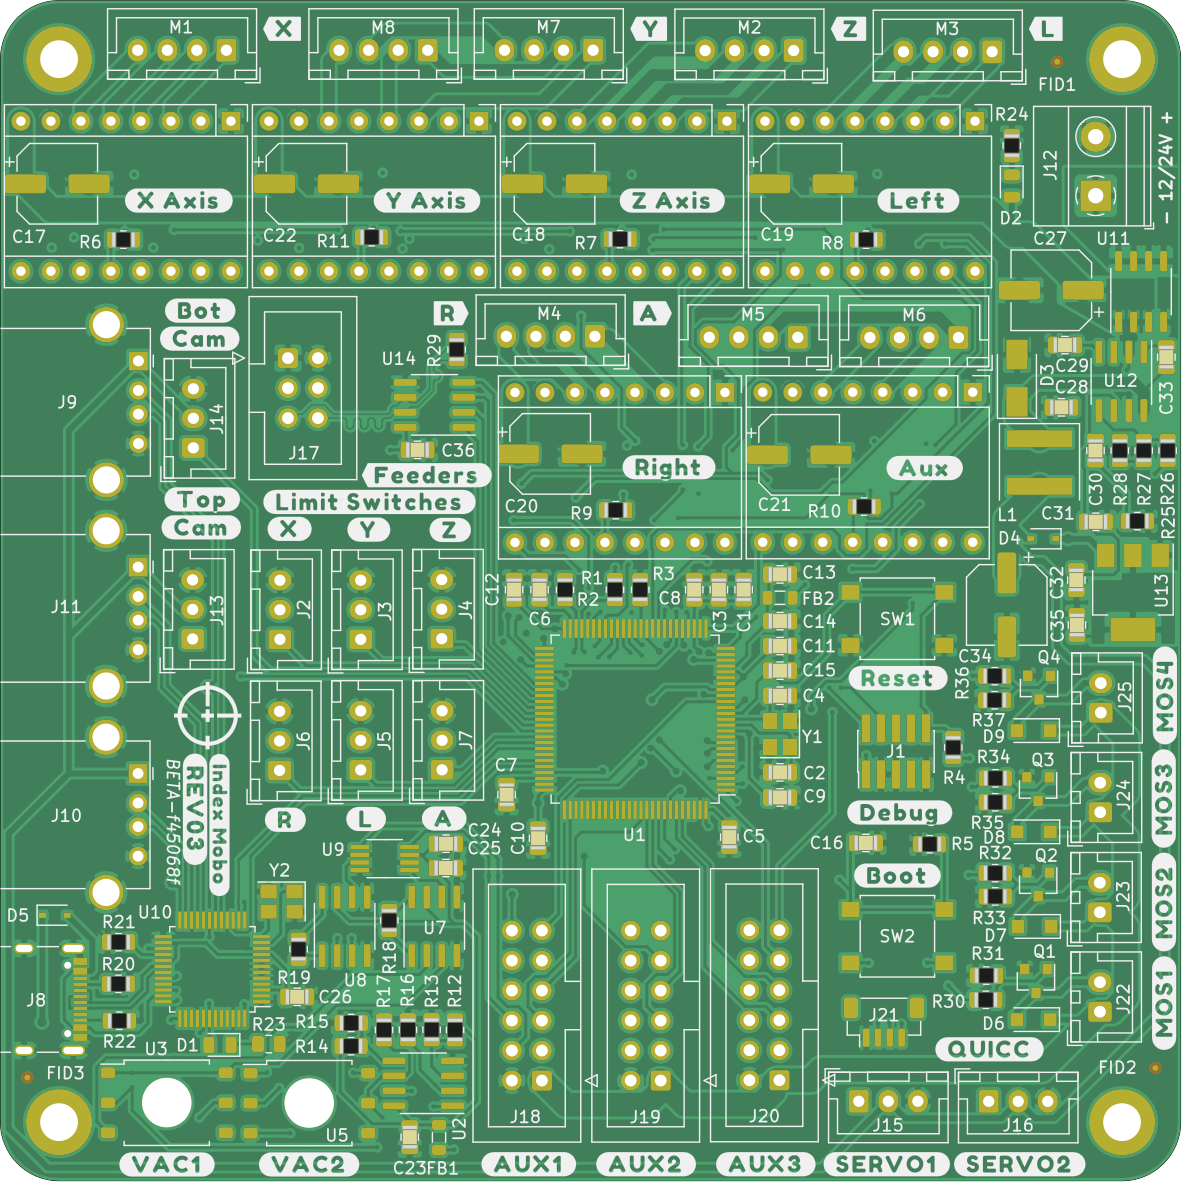 M1 X M8 M7 Y M2 Z M3 L
FID1
R24
J12
- 12/24V +
X Axis
Y Axis
Z Axis
Left
D2
C17 R6 C22 R11 C18 R7 C19 R8 C27 U11
Bot
Cam
R M4 A M5 M6
U14 R29
C29
D3 U12 C33
C28
J9 J14 J17
C36
Feeders
Right
Aux
Top
Cam
Limit Switches
X Y Z
C20 R9 C21 R10
C30 R28 R27 R26
R25
L1 C31
D4
C12 R1 R3 C13
R2
C6 C8 C3 C1
FB2
C14
C11
C15
C4
C32
U13
C35
C34
J11 J13 J2 J3 J4
SW1
Reset
R36 Q4
R37
D9
J25
MOS4
J6 J5 J7
Y1
C2
C9
J1
R4
R34 Q3
R35
D8
J24
MOS3
C7
U1
J10
BETA-f45068f
REV03
Index Mobo
R L A
C24
C25
C10
C5
Debug
C16 R5
Boot
R32 Q2
R33
D7
J23
MOS2
U9
Y2
D5 R21 U10
R20
J8
R22
R19 U8 R18 U7
C26
R17 R16 R13 R12
R15
R14
R23
D1
SW2
R31 Q1
R30
D6
J22
MOS1
J21
QUICC
FID3
U3
U5
U2
C23 FB1
FID2
J18 J19 J20 J15 J16
VAC1 VAC2 AUX1 AUX2 AUX3 SERVO1 SERVO2